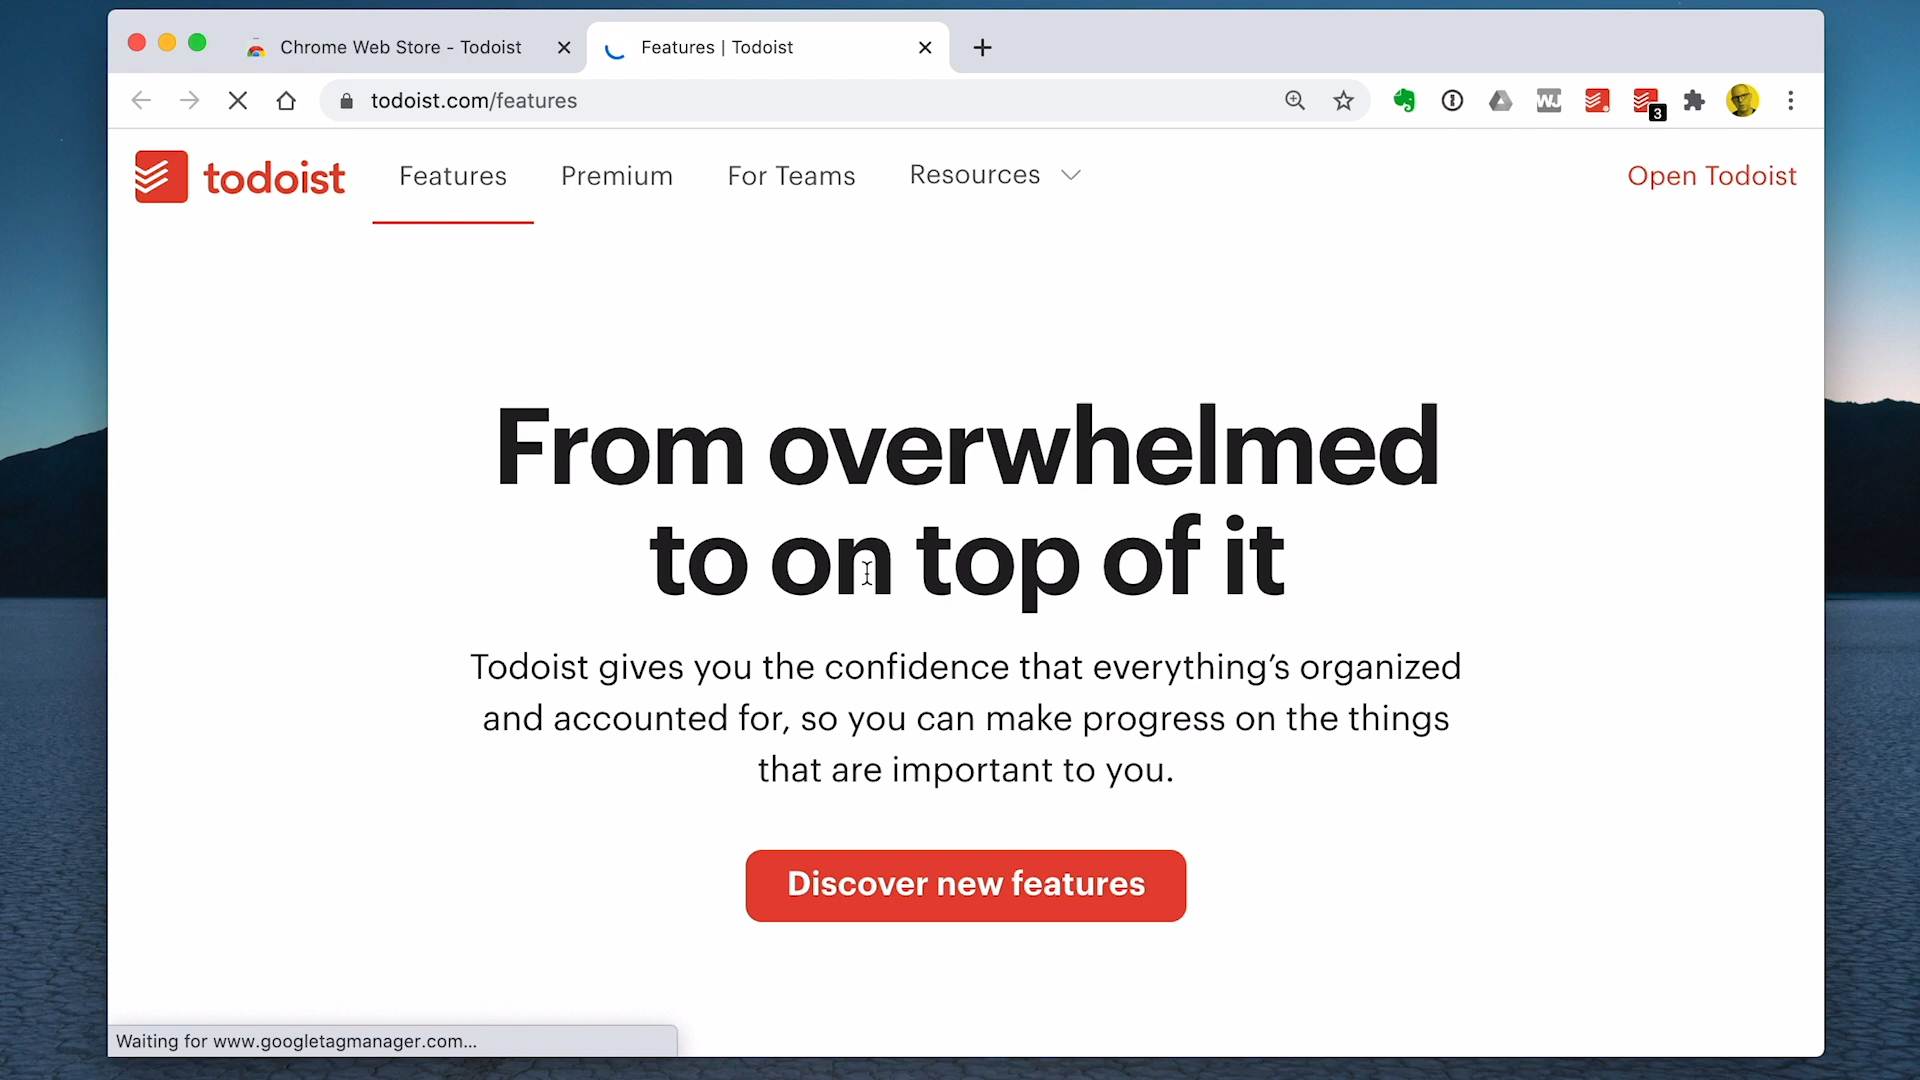 Chrome Web Store - Todoist
Features | Todoist
todoist.com/features
WJ
3
todoist
Features
Premium
For Teams
Resources
Open Todoist
From overwhelmed
to on top of it
Todoist gives you the confidence that everything’s organized
and accounted for, so you can make progress on the things
that are important to you.
Discover new features
Waiting for www.googletagmanager.com...